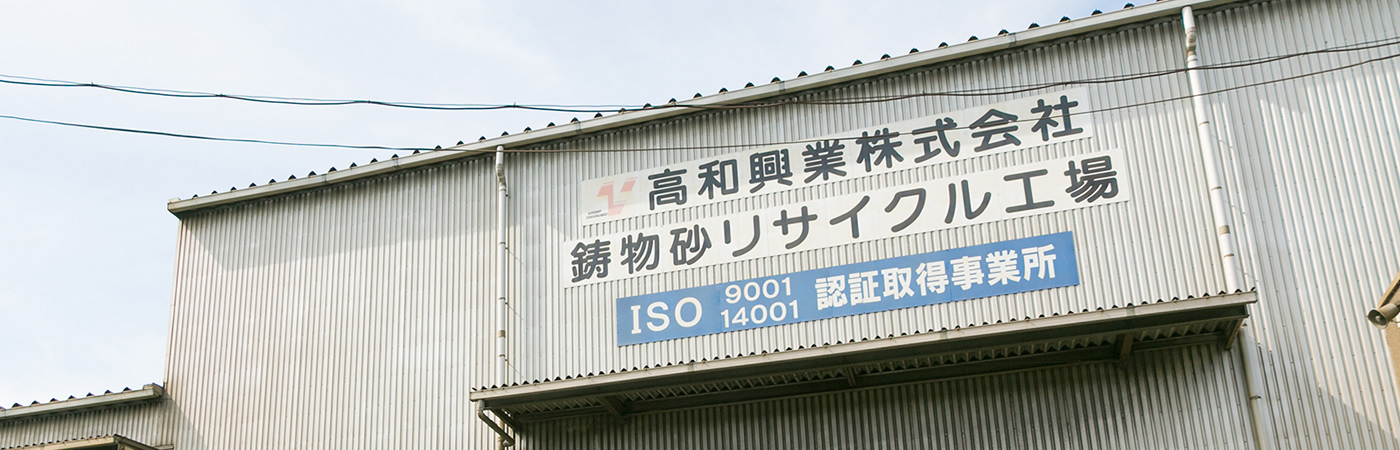 高和興業株式会社
鋳物砂リサイクル工場
ISO 9001 14001 認証取得事業所